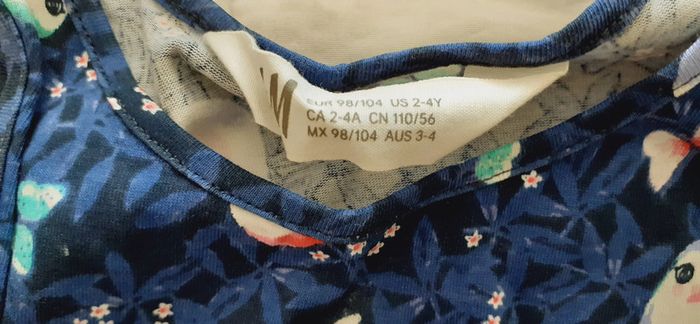 M
EUR 98/104 US 2-4Y
CA 2-4A CN 110/56
MX 98/104 AUS 3-4